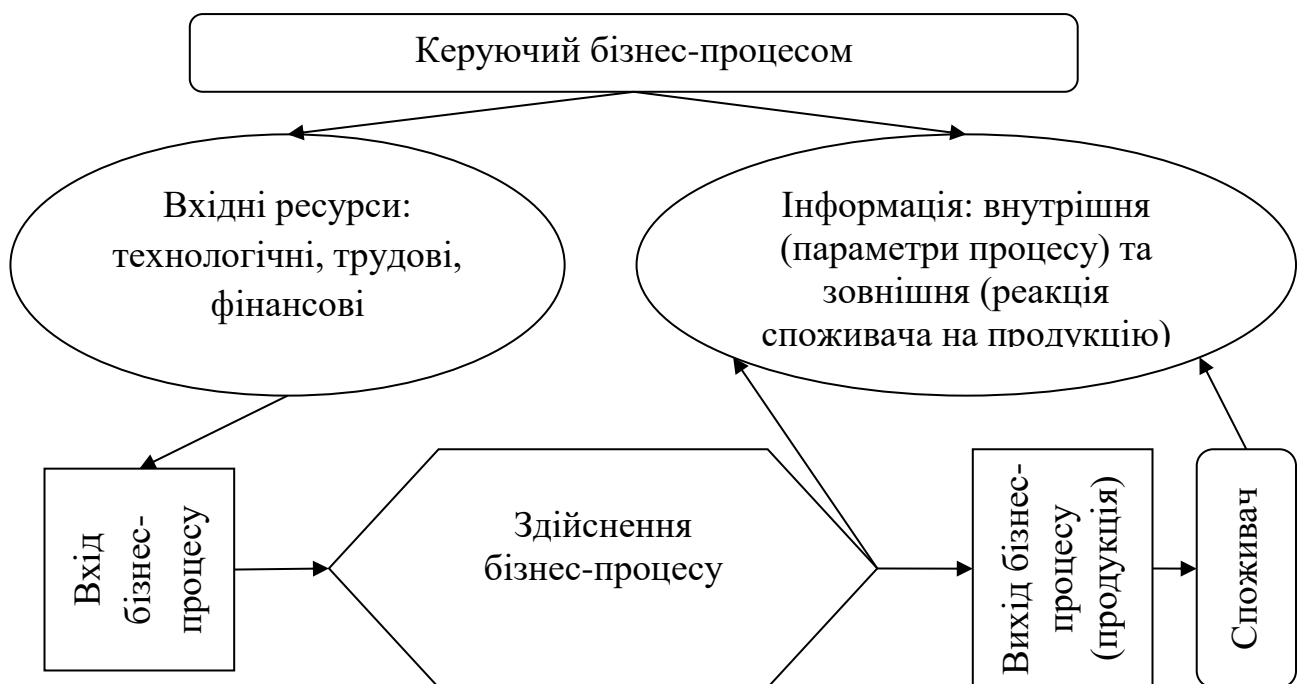 Керуючий бізнес-процесом
Вхідні ресурси:
технологічні, трудові,
фінансові
Інформація: внутрішня
(параметри процесу) та
зовнішня (реакція
споживача на продукцію)
Вхід
бізнес-
процесу
Здійснення
бізнес-процесу
Вихід бізнес-
процесу
(продукція)
Споживач